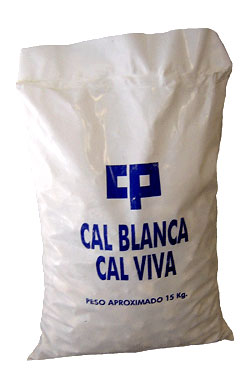 cp
CAL BLANCA
CAL VIVA
PESO APROXIMADO 15 Kg.